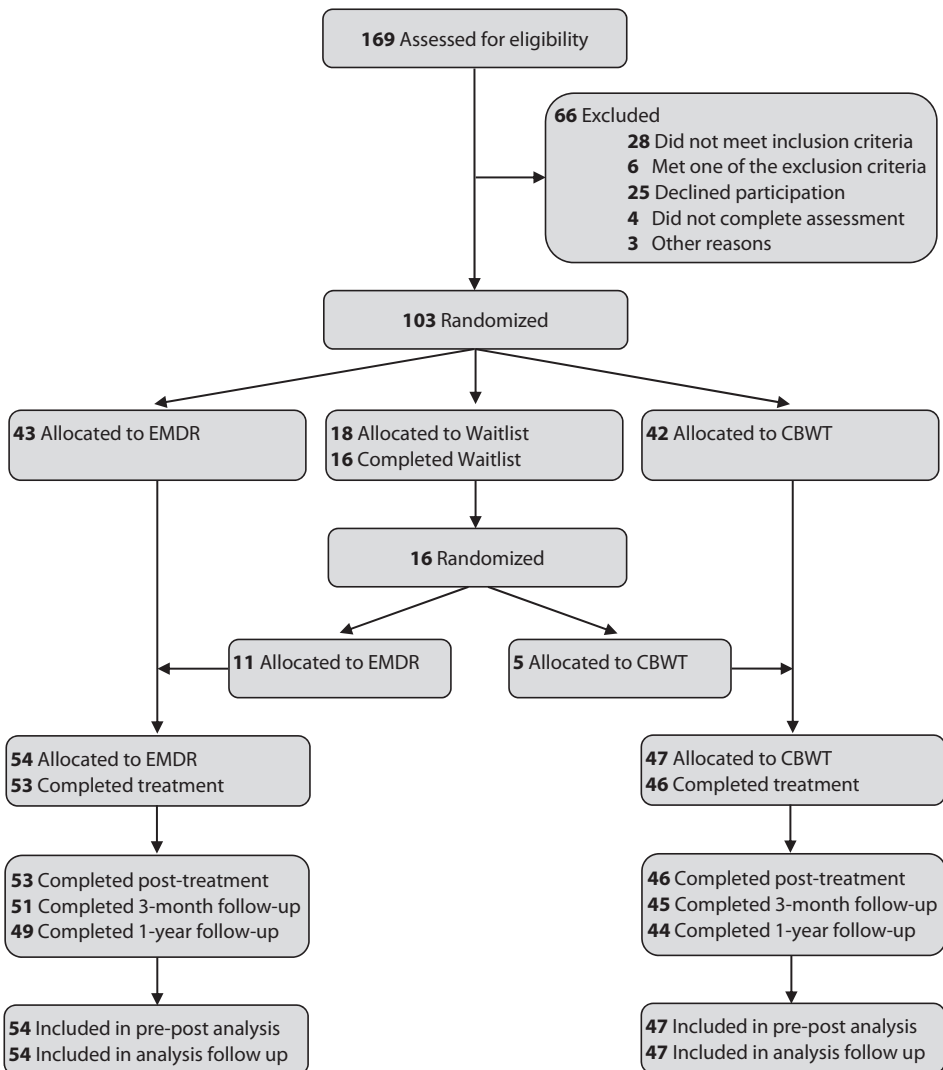 169 Assessed for eligibility
66 Excluded
28 Did not meet inclusion criteria
6 Met one of the exclusion criteria
25 Declined participation
4 Did not complete assessment
3 Other reasons
103 Randomized
43 Allocated to EMDR
18 Allocated to Waitlist
16 Completed Waitlist
42 Allocated to CBWT
16 Randomized
11 Allocated to EMDR
5 Allocated to CBWT
54 Allocated to EMDR
53 Completed treatment
47 Allocated to CBWT
46 Completed treatment
53 Completed post-treatment
51 Completed 3-month follow-up
49 Completed 1-year follow-up
46 Completed post-treatment
45 Completed 3-month follow-up
44 Completed 1-year follow-up
54 Included in pre-post analysis
54 Included in analysis follow up
47 Included in pre-post analysis
47 Included in analysis follow up